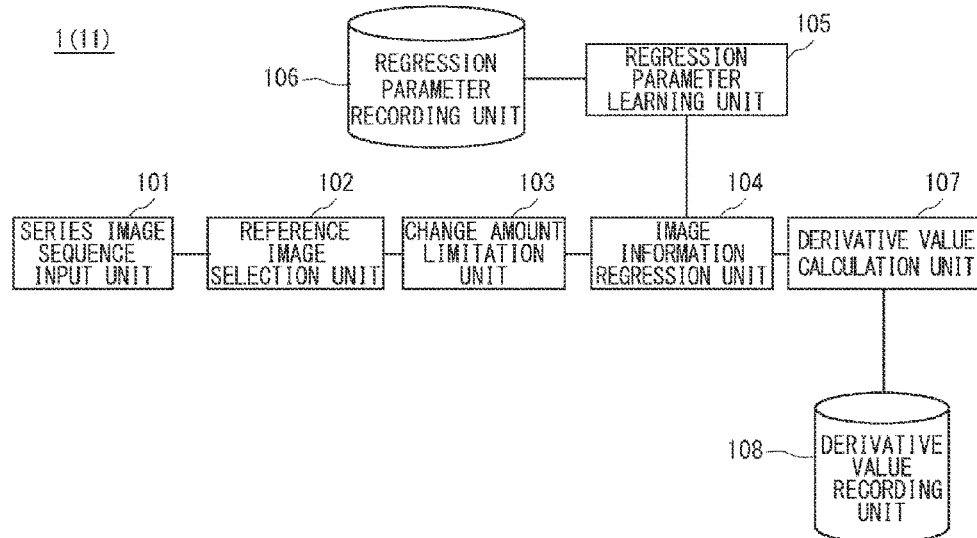 1(11)
106
REGRESSION
PARAMETER
RECORDING UNIT
105
REGRESSION
PARAMETER
LEARNING UNIT
101
SERIES IMAGE
SEQUENCE
INPUT UNIT
102
REFERENCE
IMAGE
SELECTION UNIT
103
CHANGE AMOUNT
LIMITATION
UNIT
104
IMAGE
INFORMATION
REGRESSION UNIT
107
DERIVATIVE VALUE
CALCULATION UNIT
108
DERIVATIVE
VALUE
RECORDING
UNIT